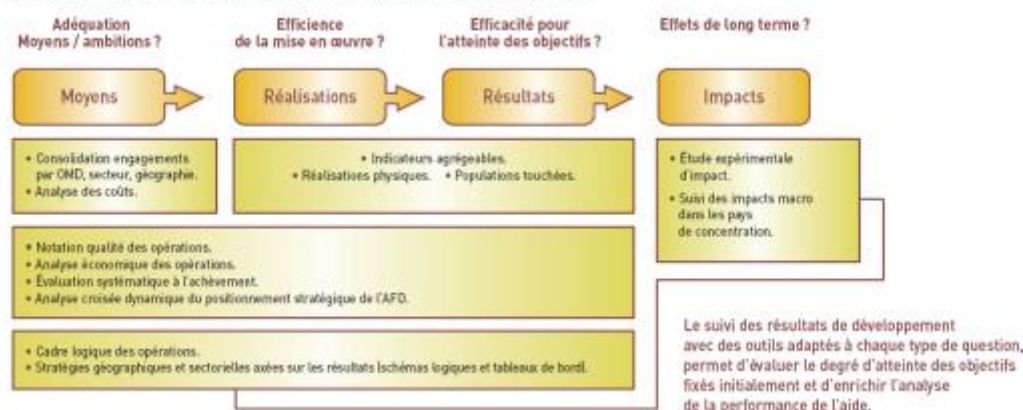 Adéquation
Moyens / ambitions ?
Efficience
de la mise en œuvre ?
Efficacité pour
l'atteinte des objectifs ?
Effets de long terme ?
Moyens
Réalisations
Résultats
Impacts
• Consolidation engagements
par OMD, secteur, géographie.
• Analyse des coûts.
• Indicateurs agrégeables.
• Réalisations physiques. • Populations touchées.
• Étude expérimentale
d'impact.
• Suivi des impacts macro
dans les pays
de concentration.
• Notation qualité des opérations.
• Analyse économique des opérations.
• Évaluation systématique à l'achèvement.
• Analyse croisée dynamique du positionnement stratégique de l'AFD.
• Cadre logique des opérations.
• Stratégies géographiques et sectorielles axées sur les résultats (schémas logiques et tableaux de bord).
Le suivi des résultats de développement
avec des outils adaptés à chaque type de question,
permet d'évaluer le degré d'atteinte des objectifs
fixés initialement et d'enrichir l'analyse
de la performance de l'aide.